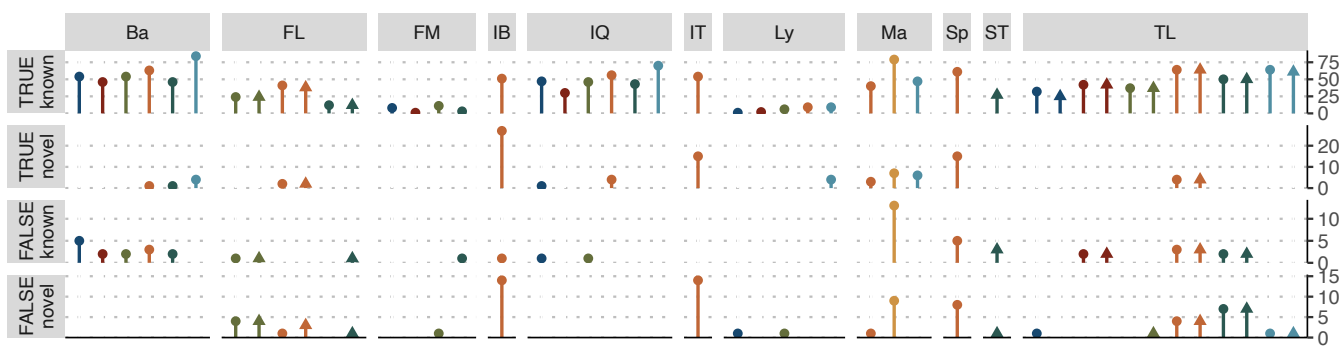 Ba FL FM IB IQ IT Ly Ma Sp ST TL
TRUE
known
75
50
25
0
TRUE
novel
20
10
0
FALSE
known
10
5
0
FALSE
novel
15
10
5
0